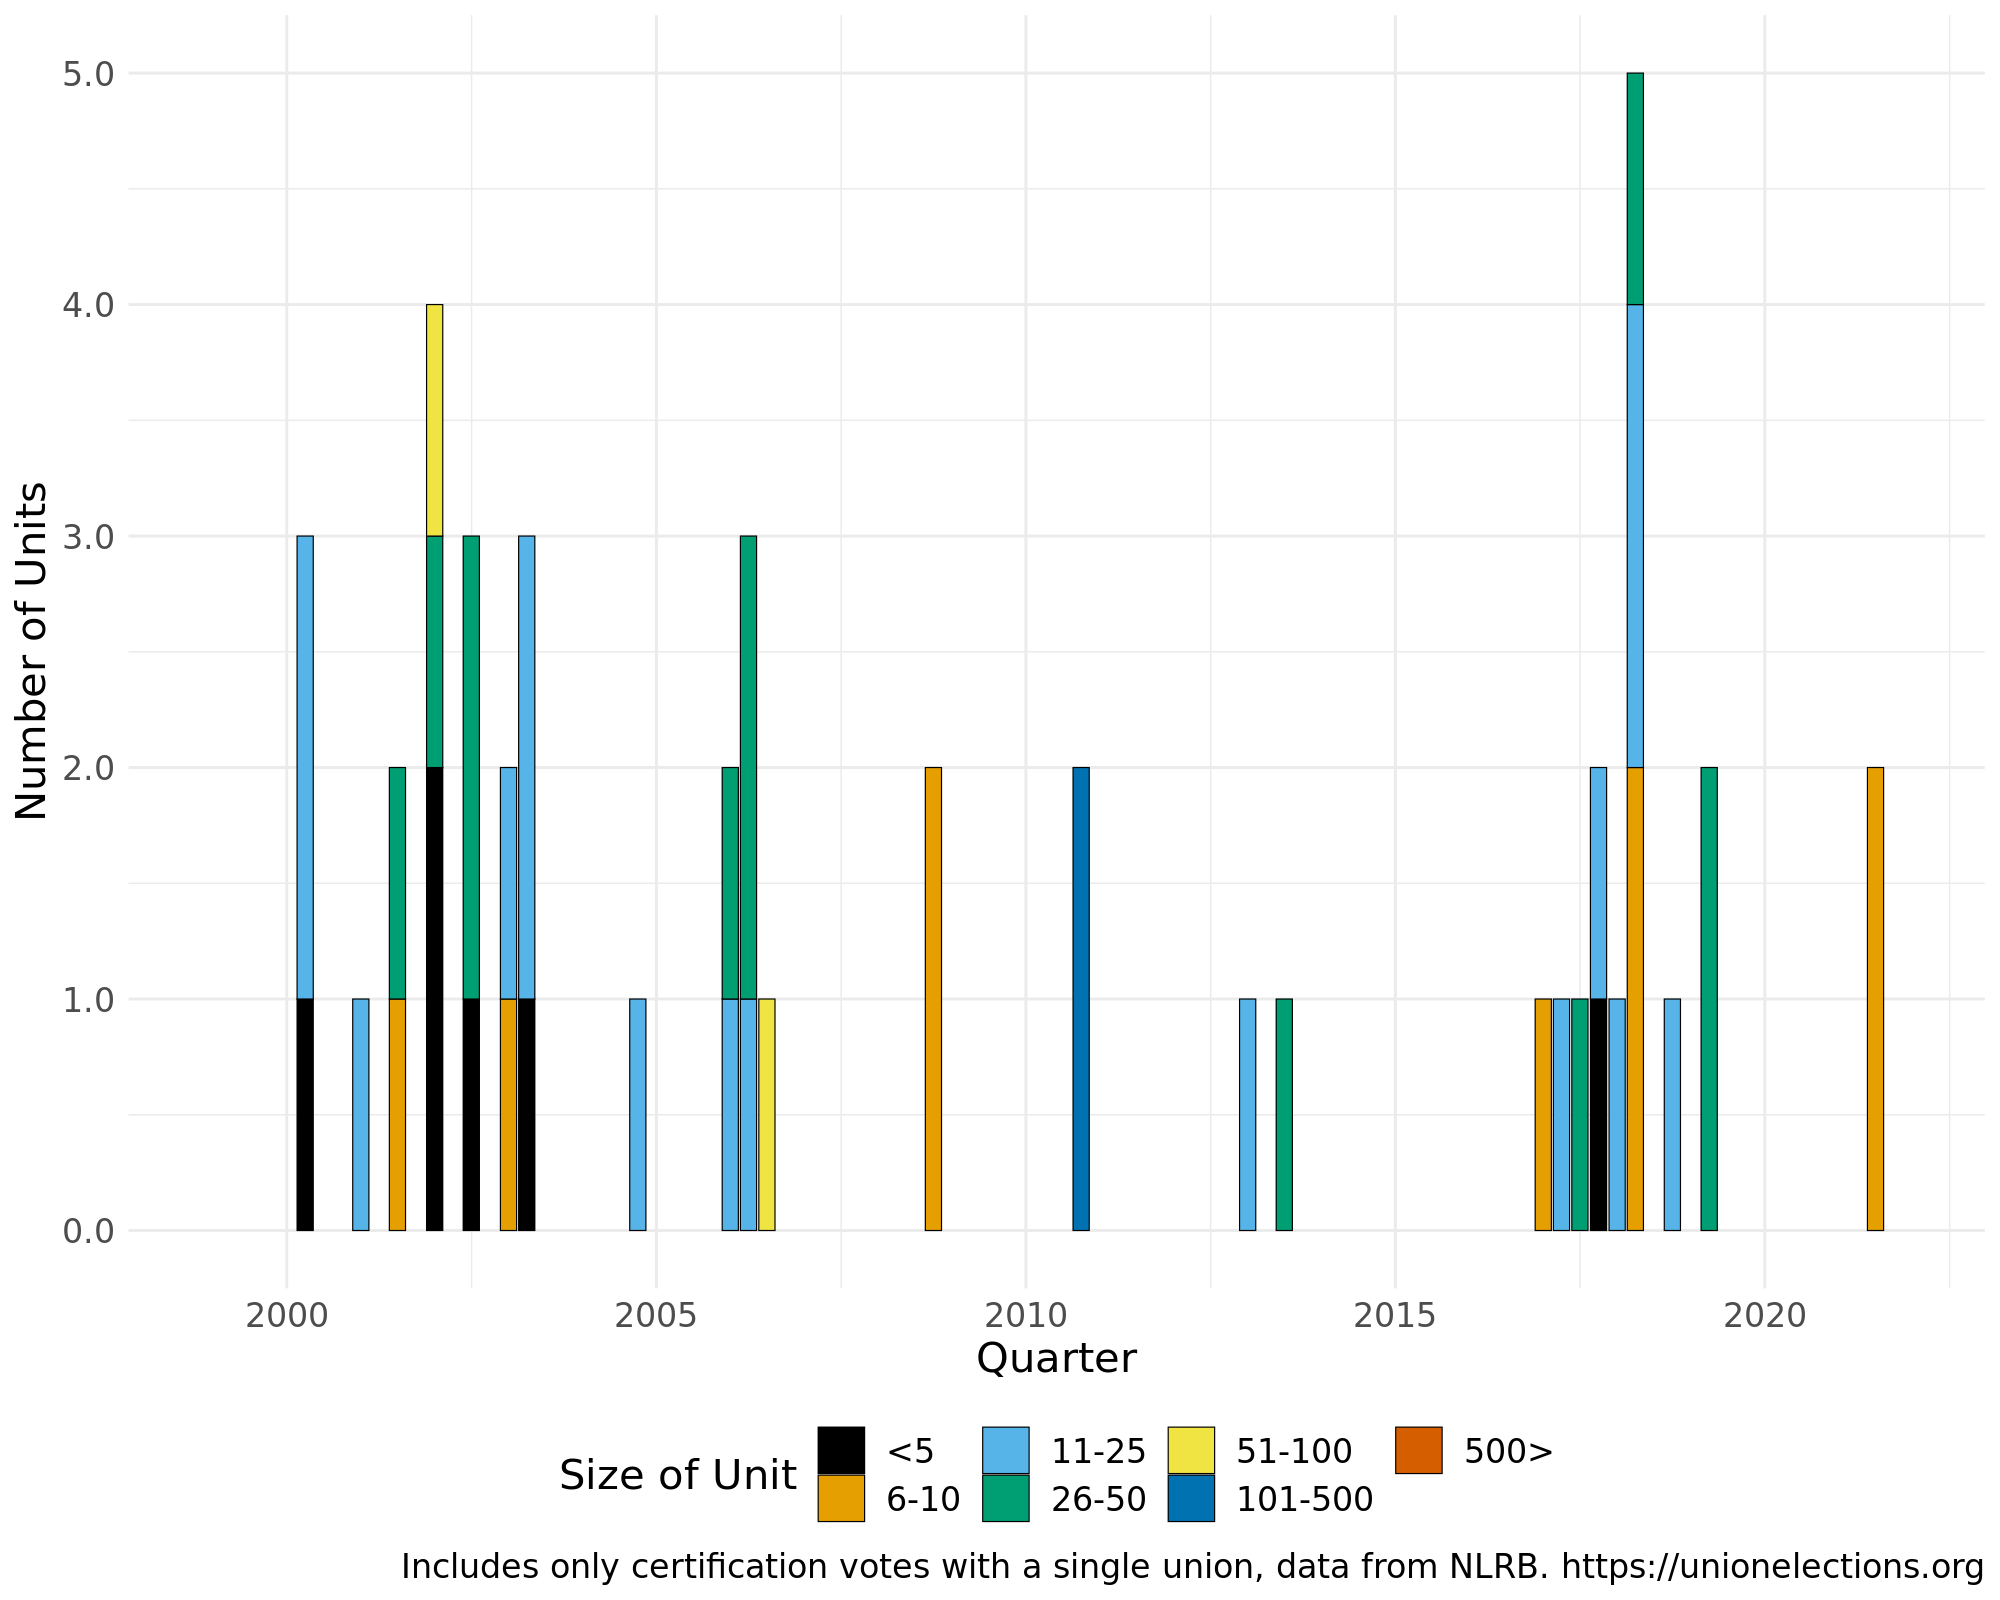 5.0
4.0
3.0
2.0
1.0
0.0
Number of Units
2000 2005 2010 2015 2020
Quarter
Size of Unit
<5 11-25 51-100 500>
6-10 26-50 101-500
Includes only certification votes with a single union, data from NLRB. https://unionelections.org